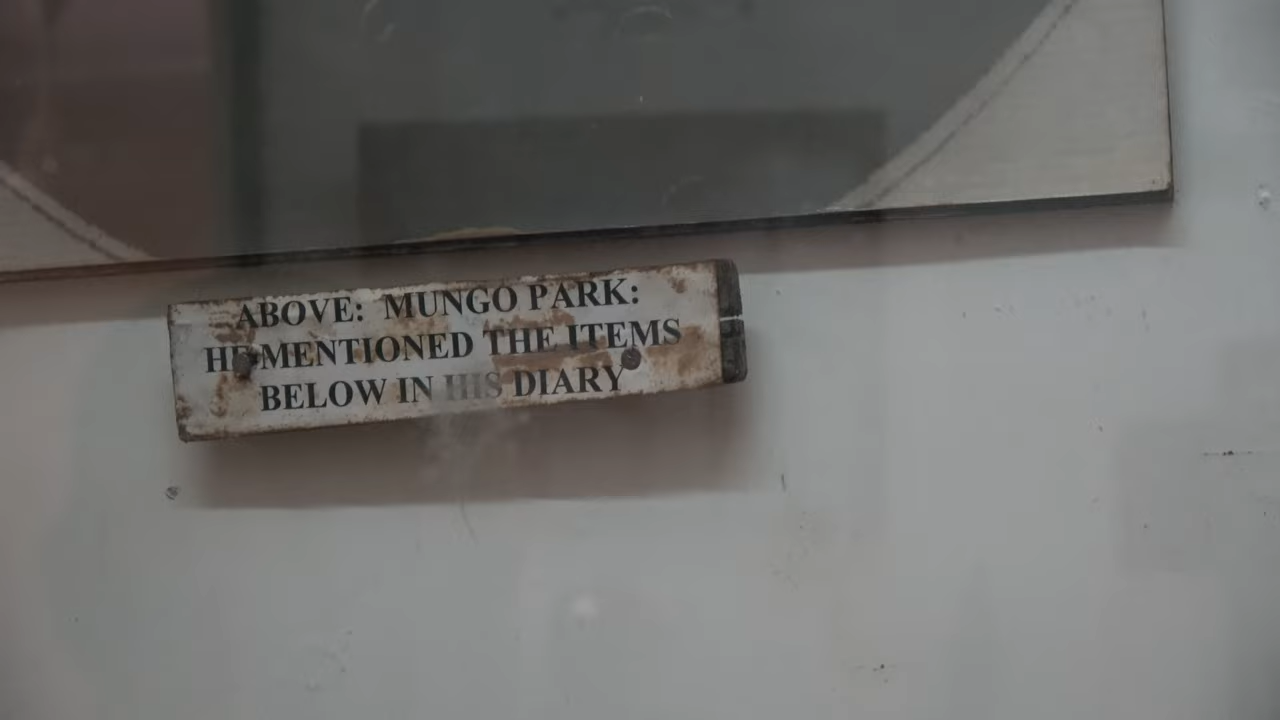 ABOVE: MUNGO PARK:
HE MENTIONED THE ITEMS
BELOW IN HIS DIARY